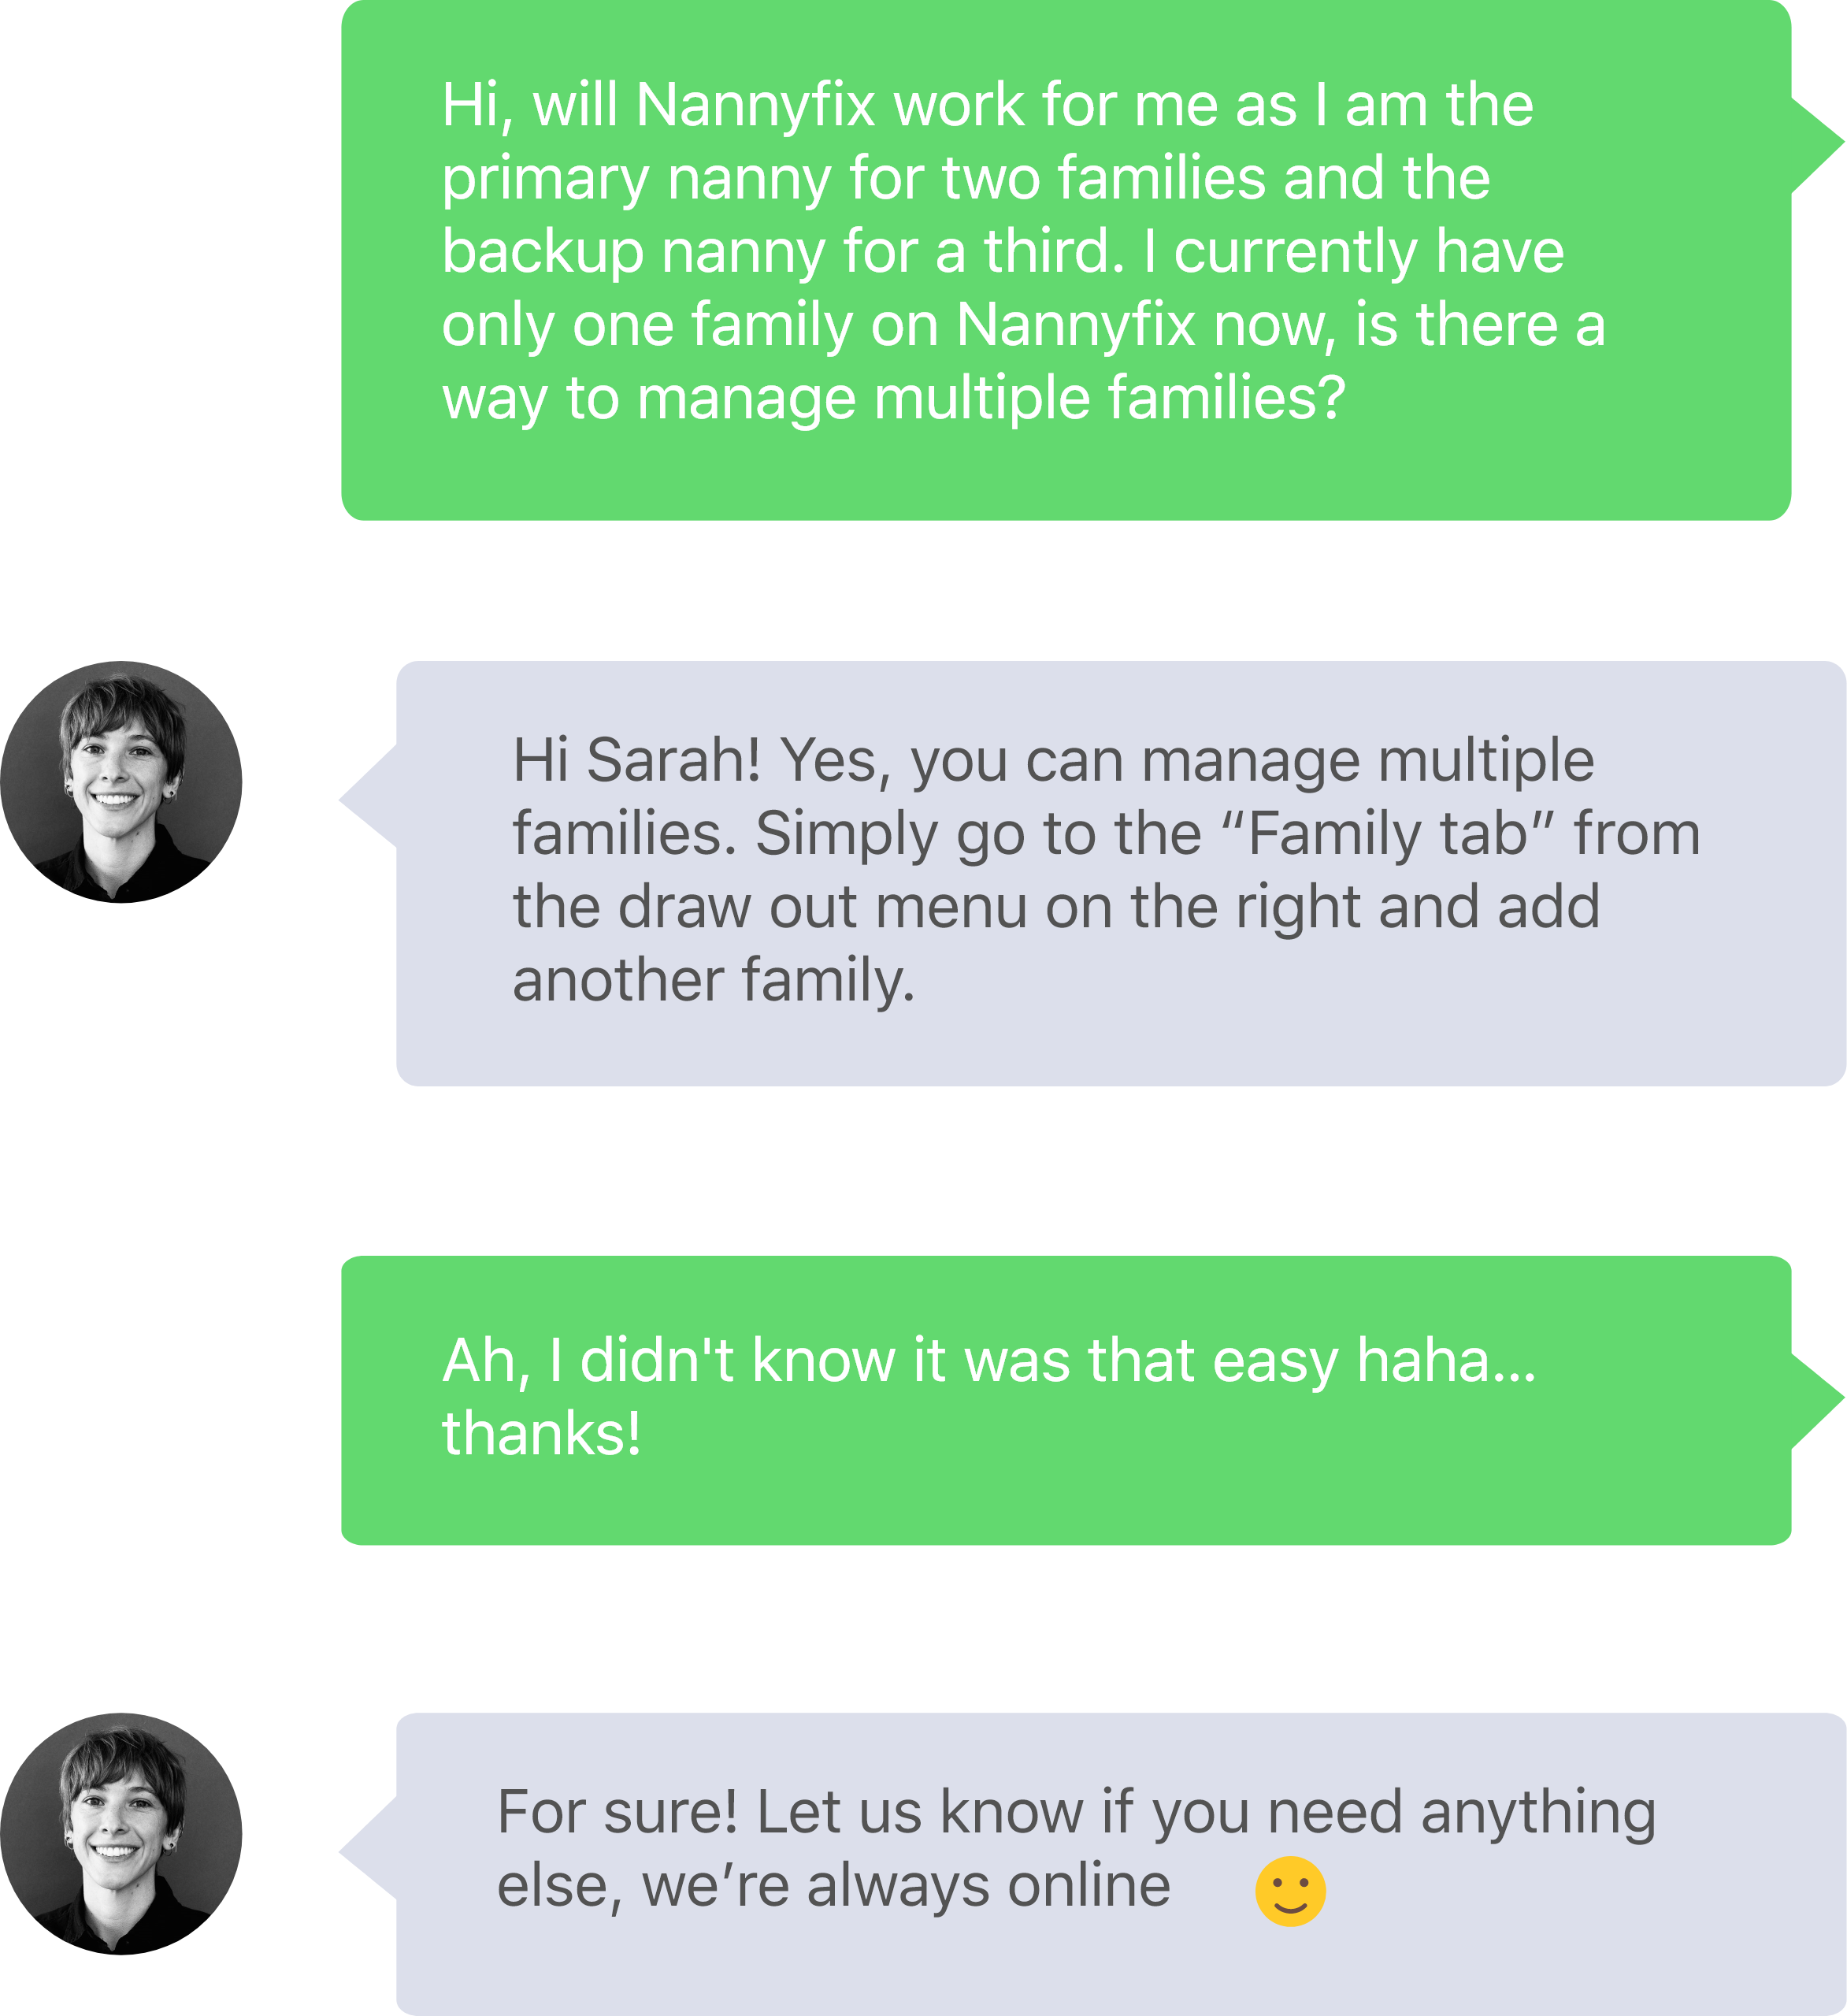 Hi, will Nannyfix work for me as I am the
primary nanny for two families and the
backup nanny for a third. I currently have
only one family on Nannyfix now, is there a
way to manage multiple families?
Hi Sarah! Yes, you can manage multiple
families. Simply go to the “Family tab” from
the draw out menu on the right and add
another family.
Ah, I didn't know it was that easy haha...
thanks!
For sure! Let us know if you need anything
else, we’re always online 🙂